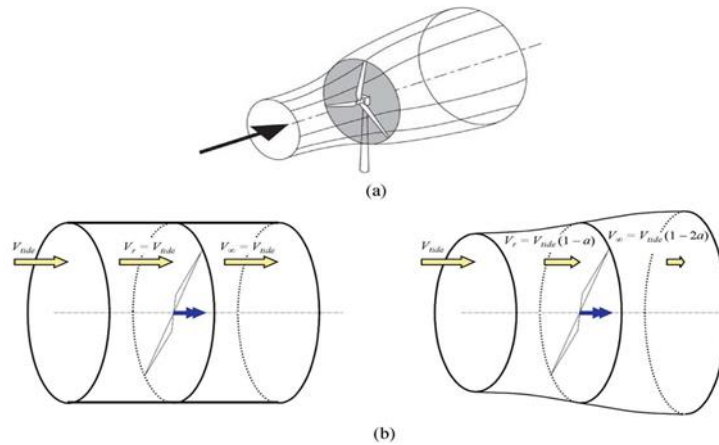 (a)
V_tide V_r = V_tide V_∞ = V_tide V_tide V_r = V_tide (1 − a) V_∞ = V_tide (1 − 2a)
(b)